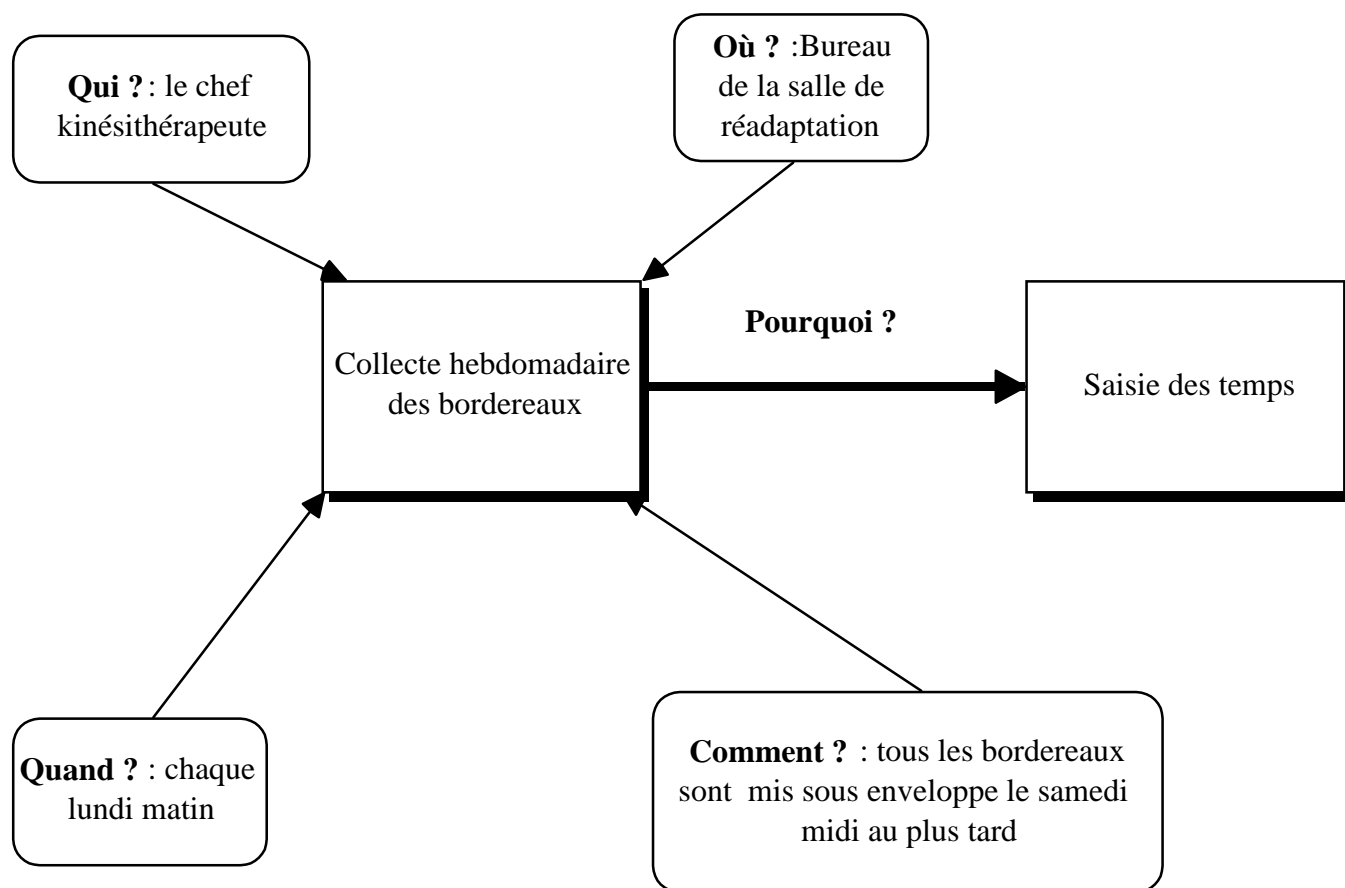 Qui ? : le chef
kinésithérapeute
Où ? :Bureau
de la salle de
réadaptation
Pourquoi ?
Collecte hebdomadaire
des bordereaux
Saisie des temps
Quand ? : chaque
lundi matin
Comment ? : tous les bordereaux
sont mis sous enveloppe le samedi
midi au plus tard